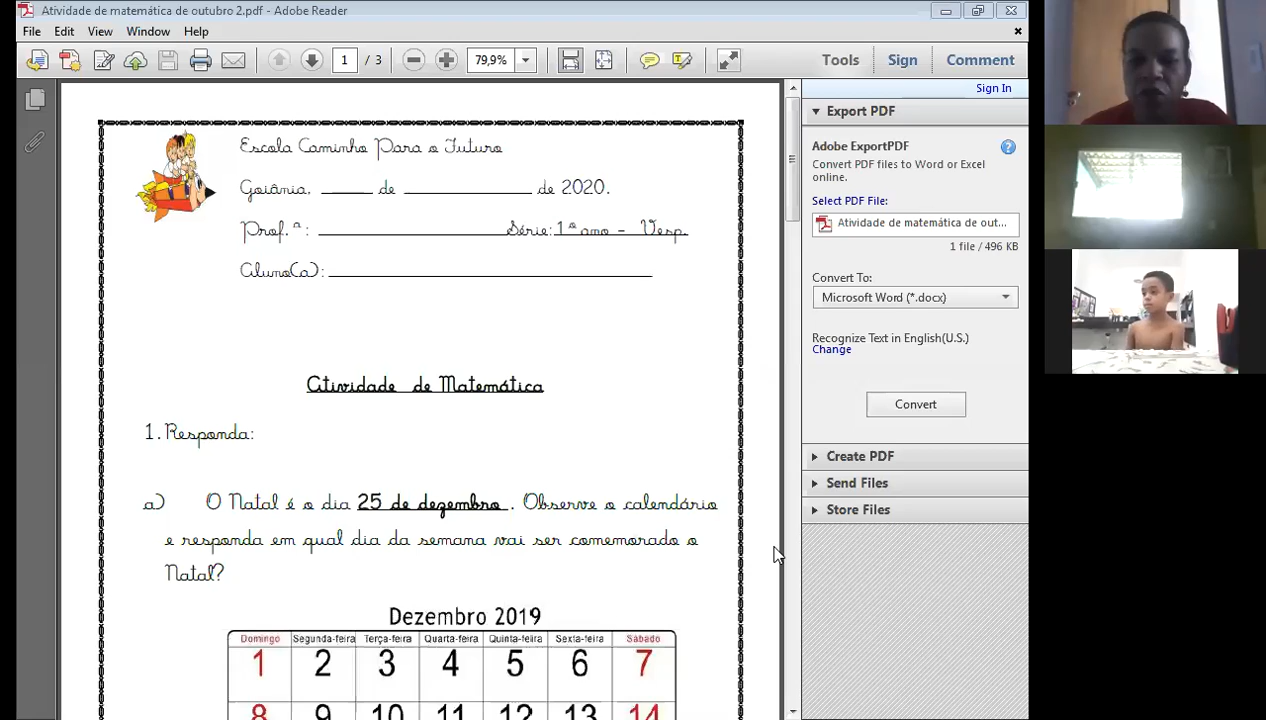 Atividade de matemática de outubro 2.pdf - Adobe Reader
File Edit View Window Help
1 / 3 79,9% Tools Sign Comment
Sign In
Export PDF
Adobe ExportPDF
Convert PDF files to Word or Excel
online.
Select PDF File:
Atividade de matemática de out...
1 file / 496 KB
Convert To:
Microsoft Word (*.docx)
Recognize Text in English(U.S.)
Change
Convert
Create PDF
Send Files
Store Files
Escola Caminho Para o Futuro
Goiânia, ____ de __________ de 2020.
Prof.ª: ______________ Série: 1º ano - Vesp.
Aluno(a): ______________________
Atividade de Matemática
1. Responda:
a) O Natal é o dia 25 de dezembro. Observe o calendário
e responda em qual dia da semana vai ser comemorado o
Natal?
Dezembro 2019
Domingo Segunda-feira Terça-feira Quarta-feira Quinta-feira Sexta-feira Sábado
1 2 3 4 5 6 7
8 9 10 11 12 13 14